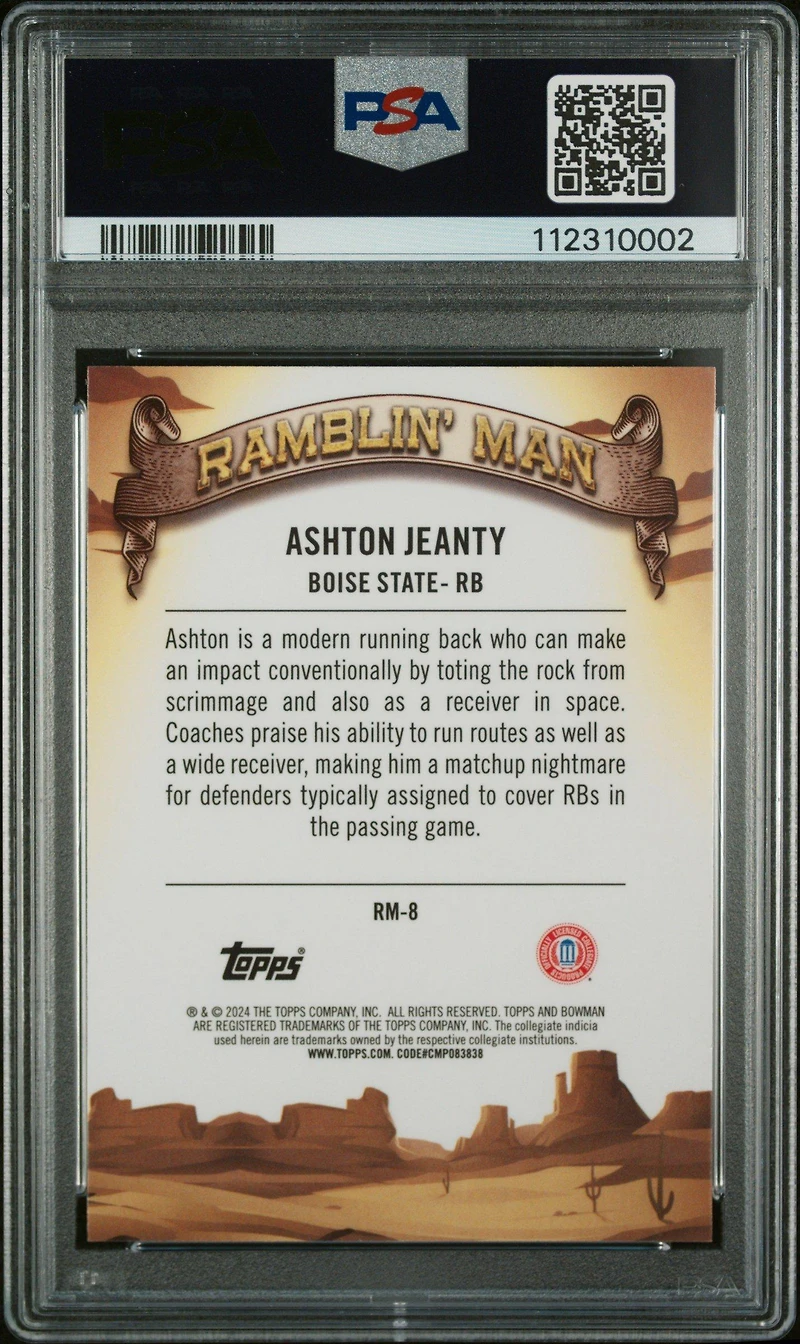 PSA
112310002
RAMBLIN' MAN
ASHTON JEANTY
BOISE STATE- RB
Ashton is a modern running back who can make
an impact conventionally by toting the rock from
scrimmage and also as a receiver in space.
Coaches praise his ability to run routes as well as
a wide receiver, making him a matchup nightmare
for defenders typically assigned to cover RBs in
the passing game.
RM-8
Topps®
OFFICIALLY LICENSED COLLEGIATE PRODUCTS
® & © 2024 THE TOPPS COMPANY, INC. ALL RIGHTS RESERVED. TOPPS AND BOWMAN
ARE REGISTERED TRADEMARKS OF THE TOPPS COMPANY, INC. The collegiate indicia
used herein are trademarks owned by the respective collegiate institutions.
WWW.TOPPS.COM. CODE#CMP083838
PSA